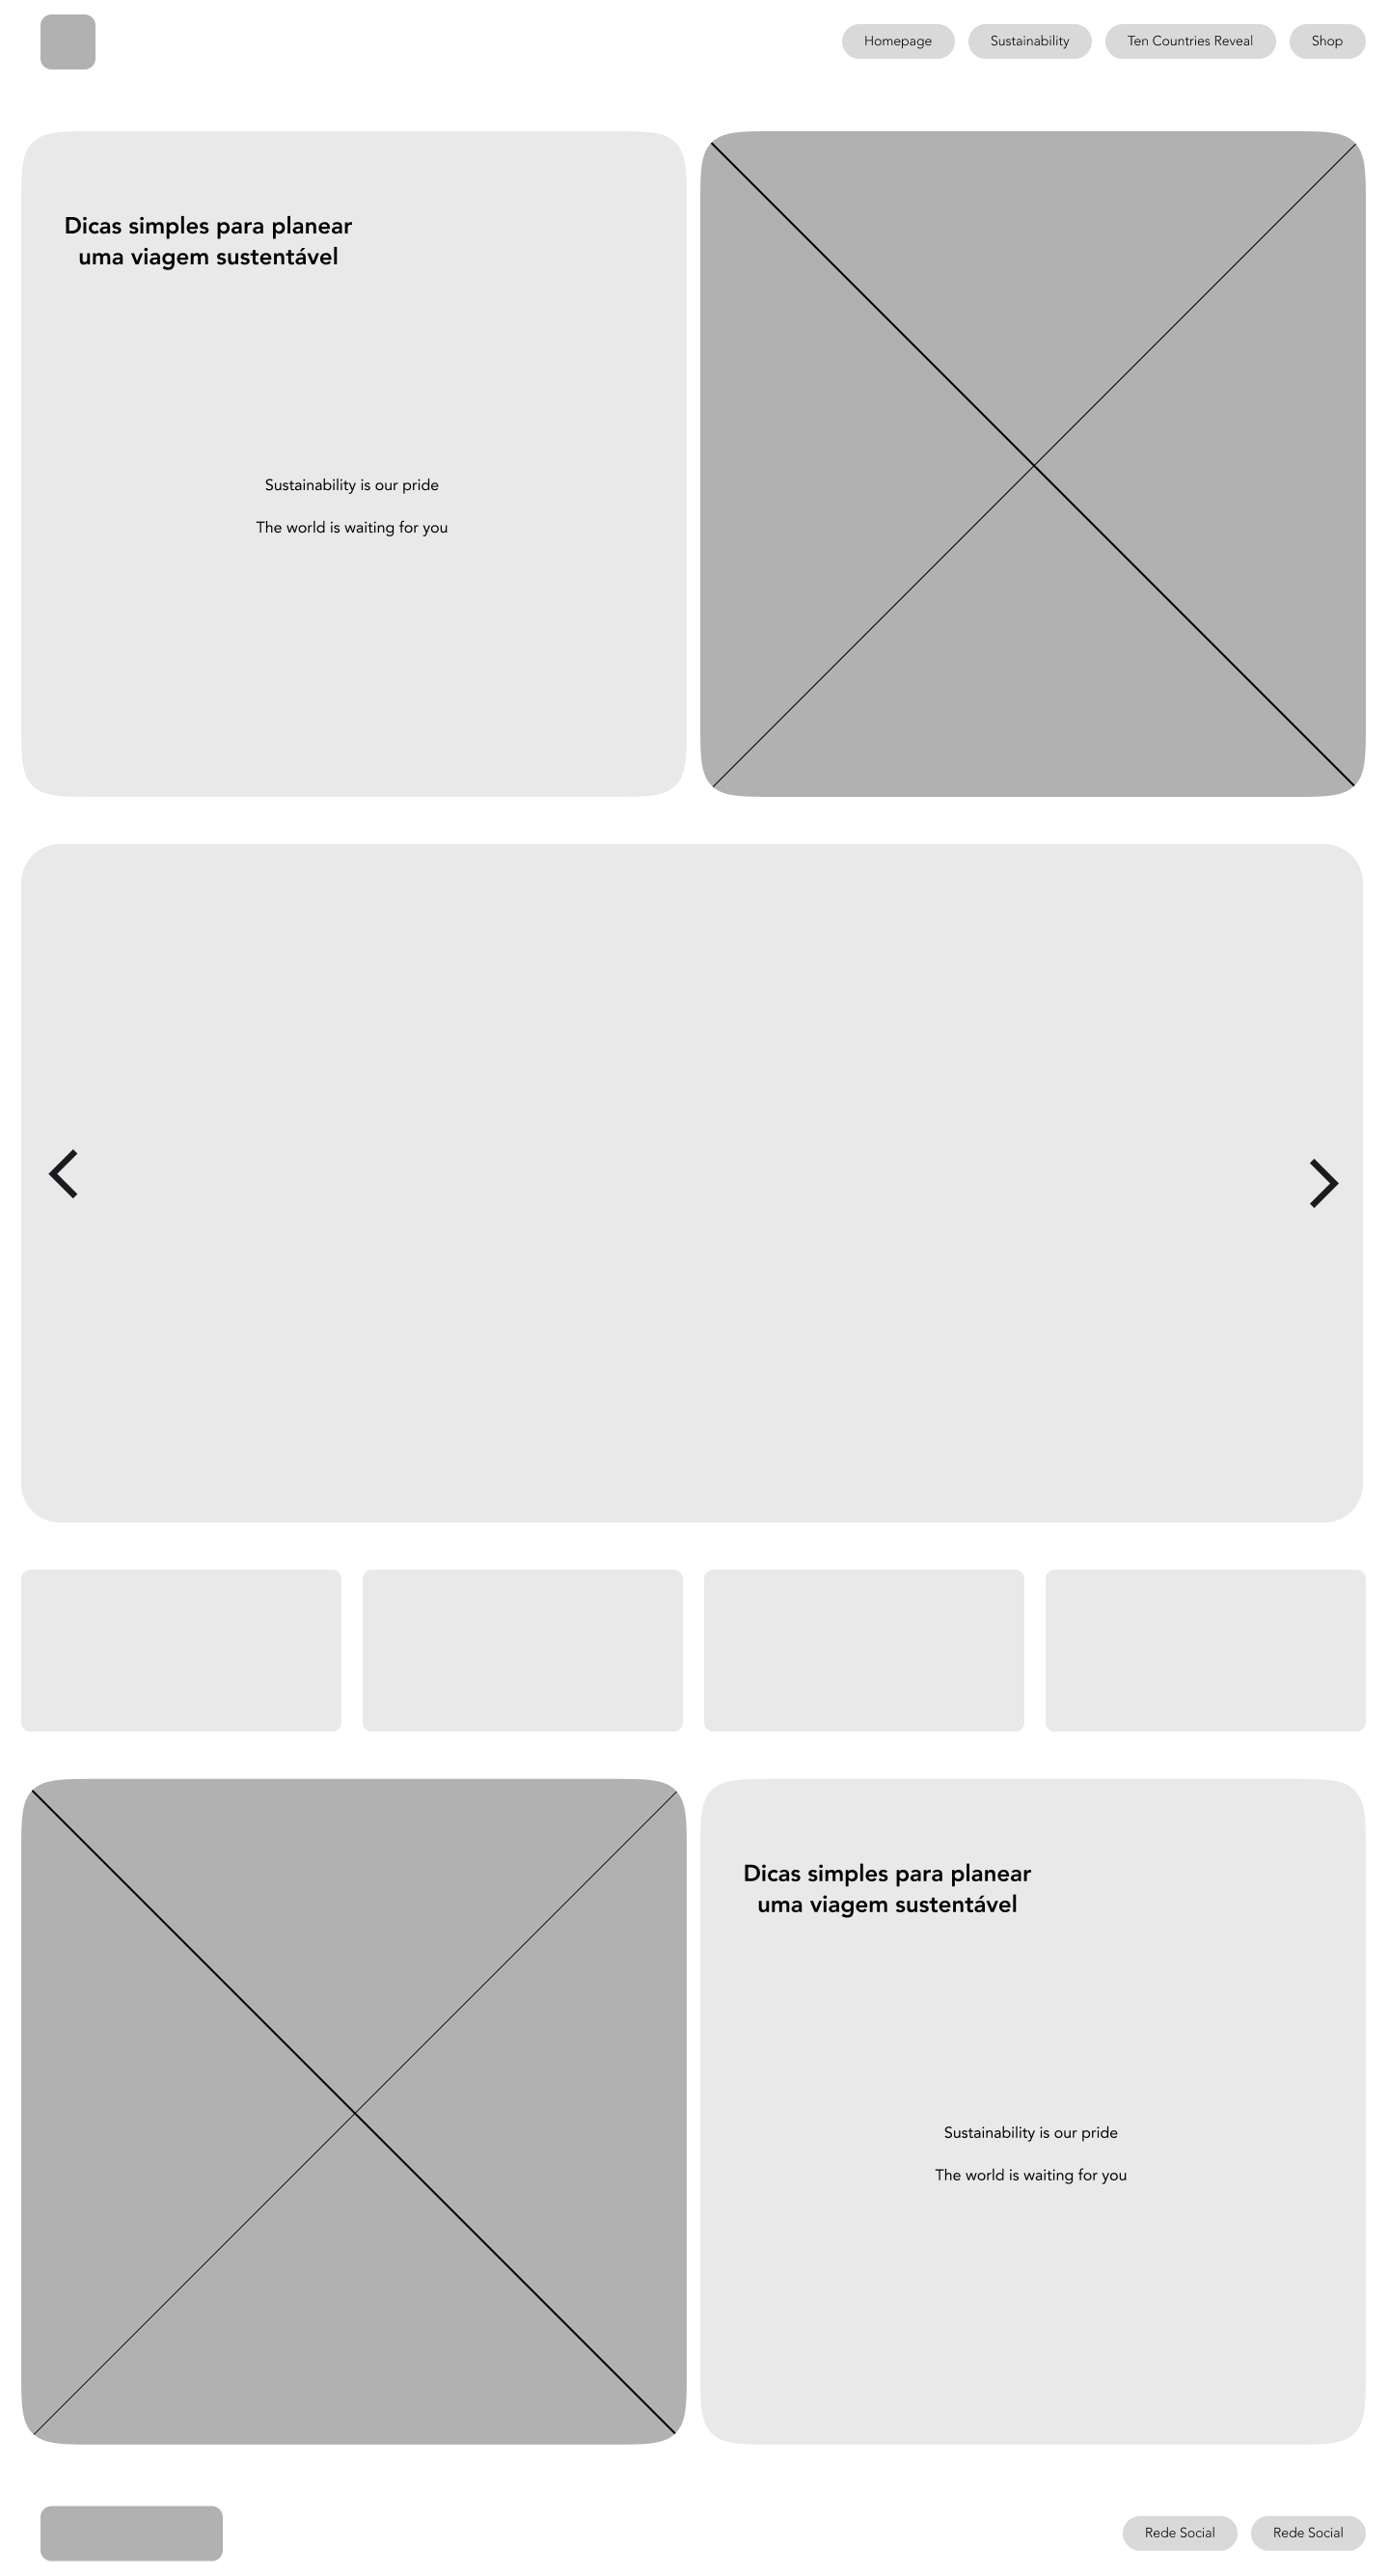 Homepage
Sustainability
Ten Countries Reveal
Shop
Dicas simples para planear
uma viagem sustentável
Sustainability is our pride
The world is waiting for you
Dicas simples para planear
uma viagem sustentável
Sustainability is our pride
The world is waiting for you
Rede Social
Rede Social